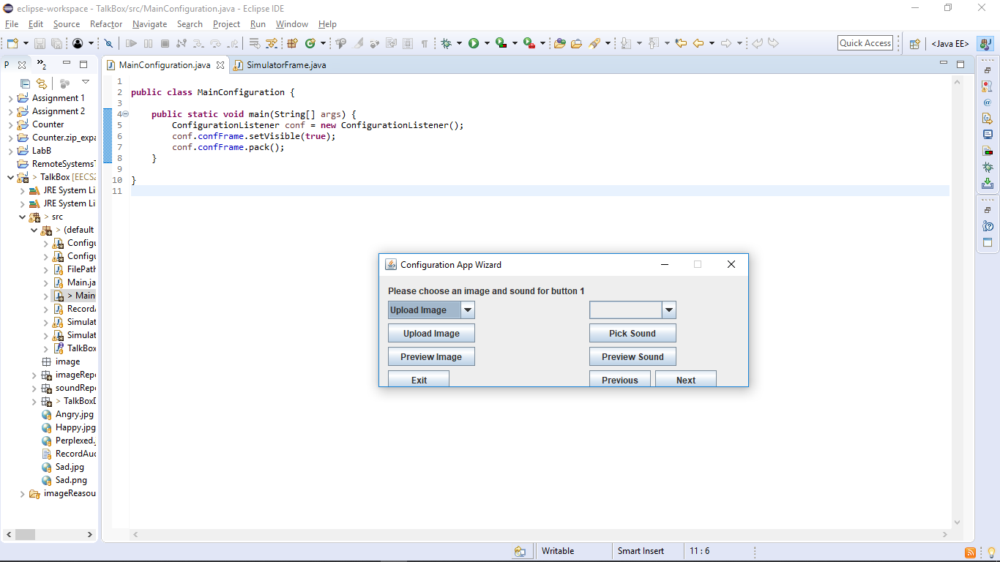 eclipse-workspace - TalkBox/src/MainConfiguration.java - Eclipse IDE
File Edit Source Refactor Navigate Search Project Run Window Help
Quick Access
<Java EE>
P
»2
Assignment 1
Assignment 2
Counter
Counter.zip_expa
LabB
RemoteSystems
> TalkBox [EECS2
JRE System Li
JRE System Li
> src
> (default
Configu
Configu
FilePath
Main.ja
> Main
Record
Simulat
Simulat
TalkBox
image
imageRep
soundRep
> TalkBox
Angry.jpg
Happy.jpg
Perplexed.
RecordAu
Sad.jpg
Sad.png
imageReasou
MainConfiguration.java
SimulatorFrame.java
1
2 public class MainConfiguration {
3
4 public static void main(String[] args) {
5 ConfigurationListener conf = new ConfigurationListener();
6 conf.confFrame.setVisible(true);
7 conf.confFrame.pack();
8 }
9
10 }
11
Configuration App Wizard
Please choose an image and sound for button 1
Upload Image
Upload Image Pick Sound
Preview Image Preview Sound
Exit Previous Next
Writable Smart Insert 11 : 6